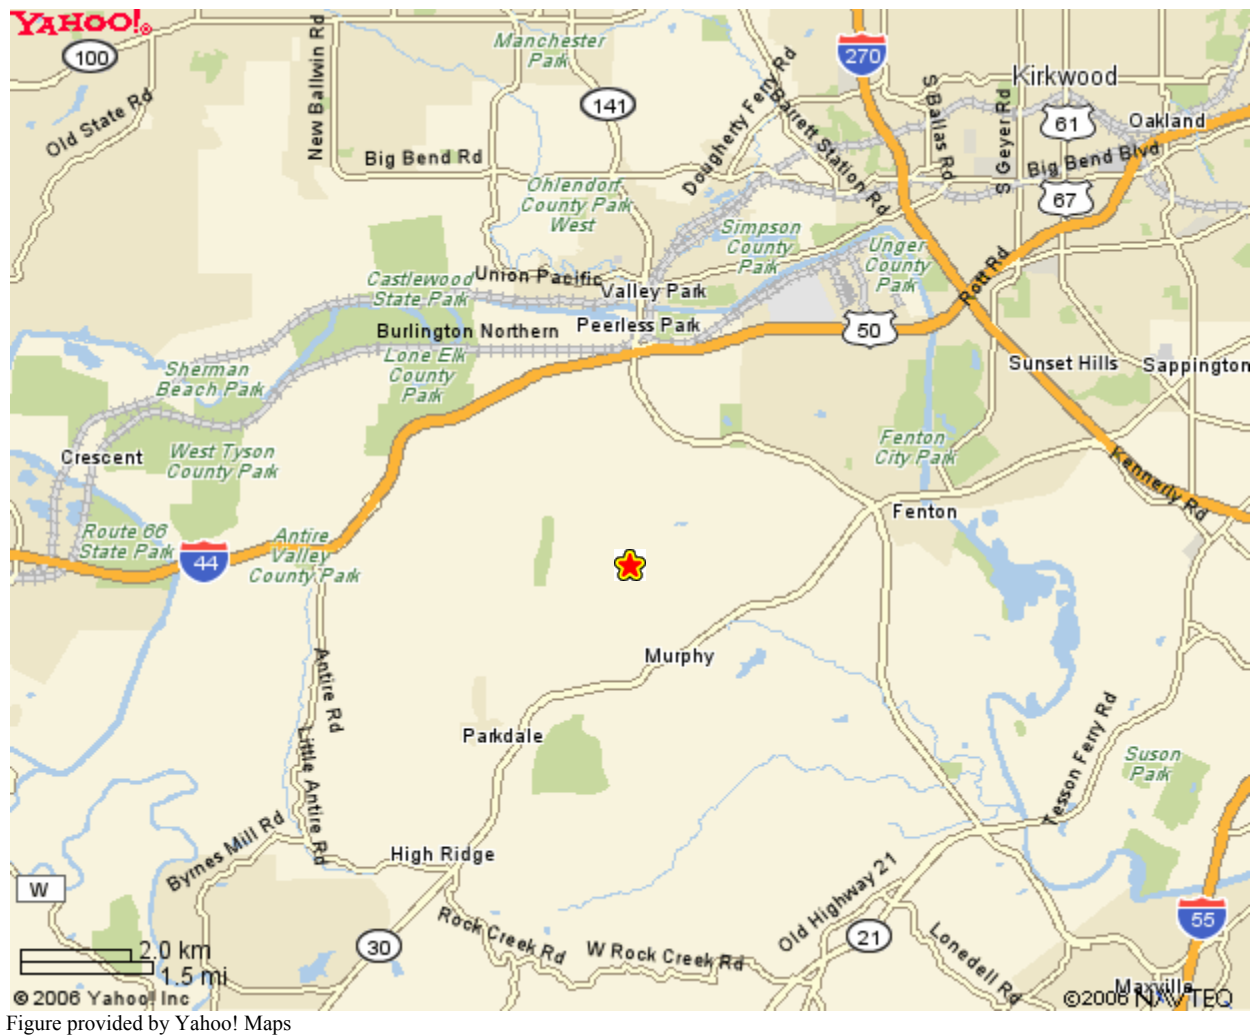 YAHOO!®
100
Old State Rd
New Ballwin Rd
Manchester
Park
141
Big Bend Rd
Dougherty Ferry Rd
Barrett Station Rd
270
S Ballas Rd
S Geyer Rd
Kirkwood
61
Oakland
Big Bend Blvd
67
Ohlendorf
County Park
West
Simpson
County
Park
Unger
County
Park
Rott Rd
Castlewood
State Park
Union Pacific
Valley Park
Burlington Northern
Peerless Park
50
Lone Elk
County
Park
Sherman
Beach Park
Sunset Hills
Sappington
Crescent
West Tyson
County Park
Fenton
City Park
Kennerly Rd
Fenton
Route 66
State Park
44
Antire
Valley
County Park
Antire Rd
Murphy
Parkdale
Little Antire Rd
Tesson Ferry Rd
Suson
Park
Byrnes Mill Rd
High Ridge
W
Old Highway 21
Rock Creek Rd
30
W Rock Creek Rd
21
Lonedell Rd
55
Maxville
2.0 km
1.5 mi
© 2006 Yahoo! Inc
©2006 NAVTEQ
Figure provided by Yahoo! Maps